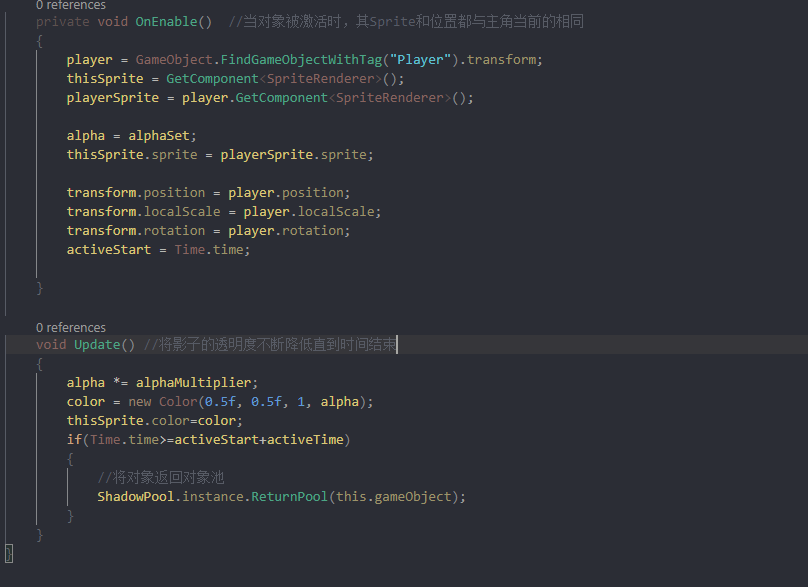 0 references
private void OnEnable()  //当对象被激活时，其Sprite和位置都与主角当前的相同
{
player = GameObject.FindGameObjectWithTag("Player").transform;
thisSprite = GetComponent<SpriteRenderer>();
playerSprite = player.GetComponent<SpriteRenderer>();
alpha = alphaSet;
thisSprite.sprite = playerSprite.sprite;
transform.position = player.position;
transform.localScale = player.localScale;
transform.rotation = player.rotation;
activeStart = Time.time;
}
0 references
void Update() //将影子的透明度不断降低直到时间结束
{
alpha *= alphaMultiplier;
color = new Color(0.5f, 0.5f, 1, alpha);
thisSprite.color=color;
if(Time.time>=activeStart+activeTime)
{
//将对象返回对象池
ShadowPool.instance.ReturnPool(this.gameObject);
}
}
}